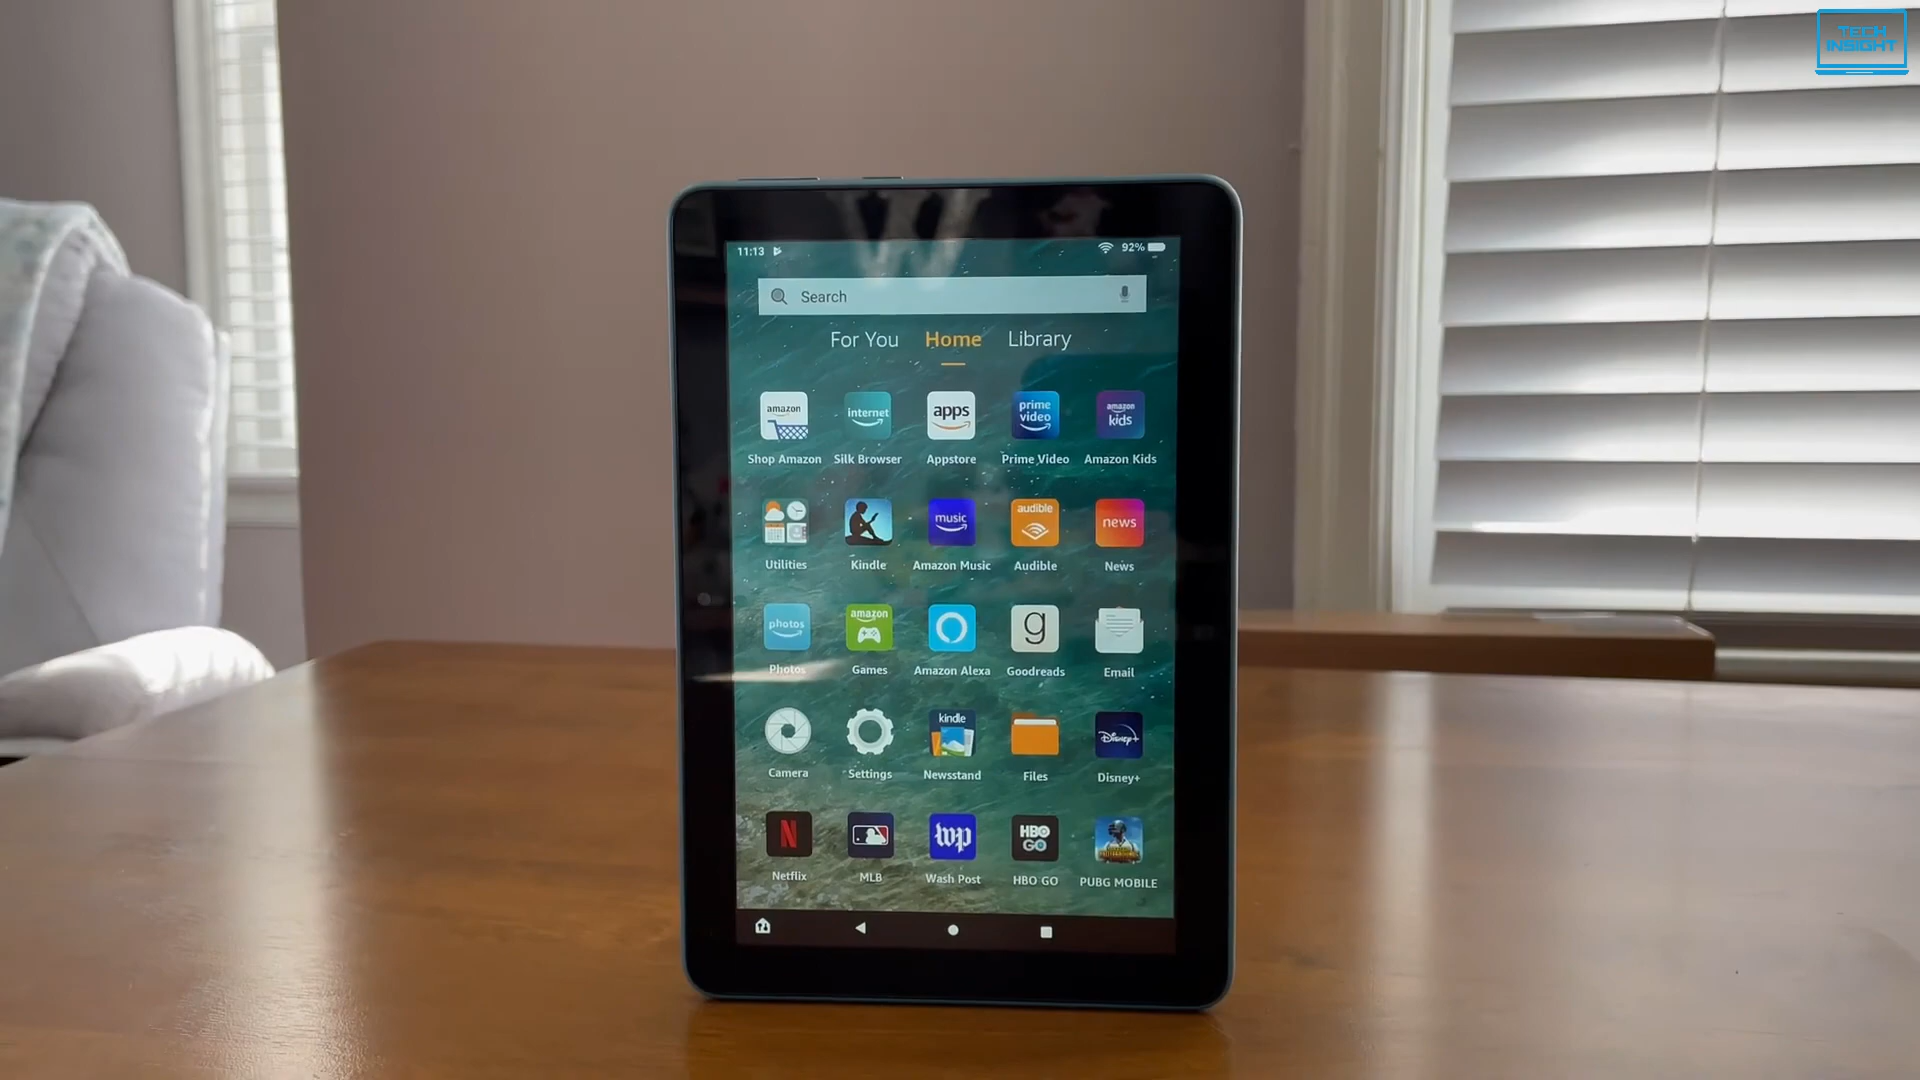 TECH
INSIGHT
11:13
92%
Search
For You Home Library
amazon
internet
apps
prime
video
amazon
kids
Shop Amazon Silk Browser Appstore Prime Video Amazon Kids
music
audible
news
Utilities Kindle Amazon Music Audible News
photos
amazon
g
Photos Games Amazon Alexa Goodreads Email
kindle
Disney+
Camera Settings Newsstand Files Disney+
N
wp
HBO
GO
Netflix MLB Wash Post HBO GO PUBG MOBILE